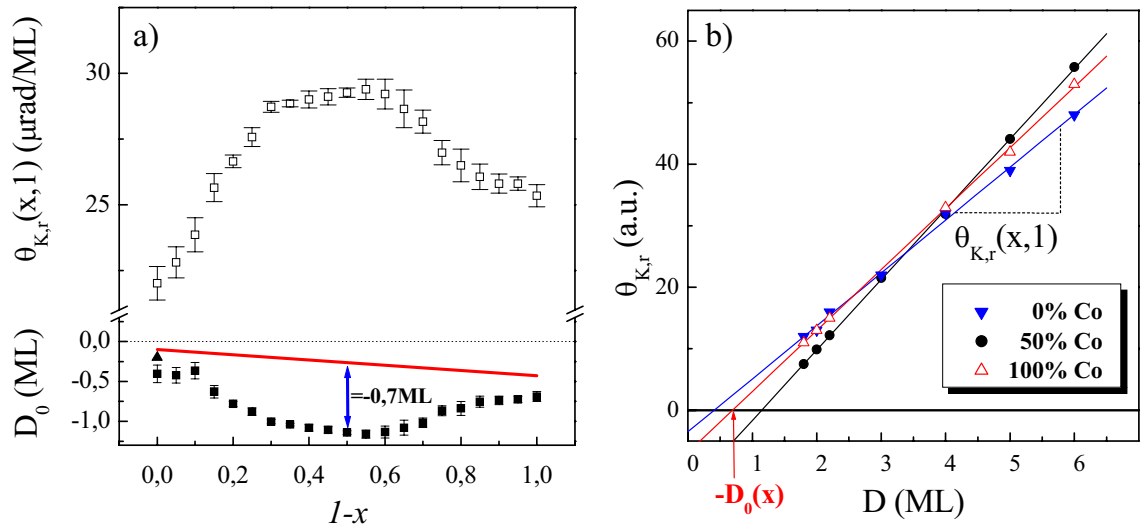 a)
θK,r(x,1) (μrad/ML)
30
25
D0 (ML)
0,0
-0,5
-1,0
=-0,7ML
0,0 0,2 0,4 0,6 0,8 1,0
1-x
b)
θK,r (a.u.)
60
40
20
0
θK,r(x,1)
0% Co
50% Co
100% Co
0 1 2 3 4 5 6
-D0(x)
D (ML)